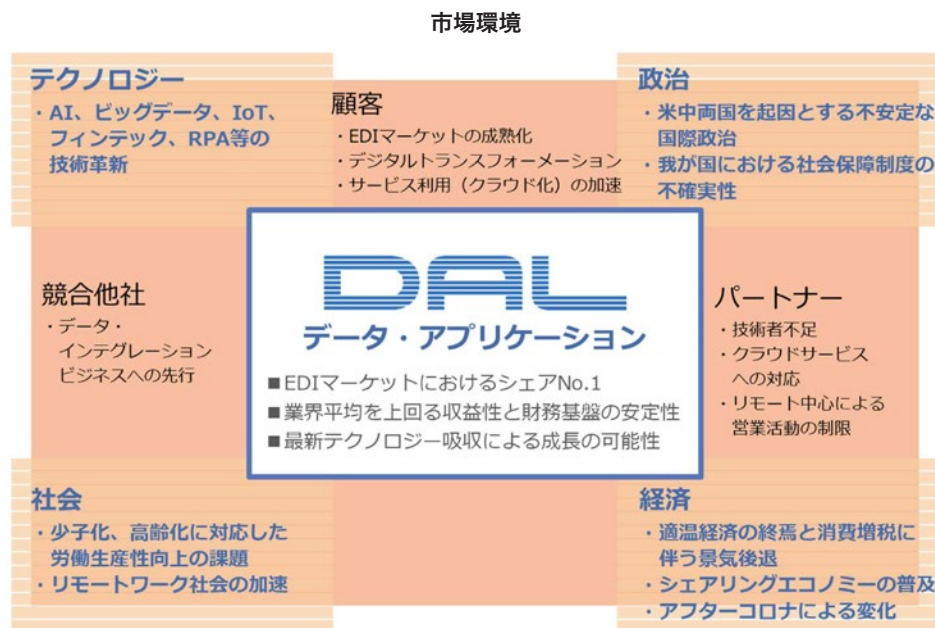 市場環境
テクノロジー
・AI、ビッグデータ、IoT、
フィンテック、RPA等の
技術革新
顧客
・EDIマーケットの成熟化
・デジタルトランスフォーメーション
・サービス利用（クラウド化）の加速
政治
・米中両国を起因とする不安定な
国際政治
・我が国における社会保障制度の
不確実性
競合他社
・データ・
インテグレーション
ビジネスへの先行
DAL
データ・アプリケーション
■EDIマーケットにおけるシェアNo.1
■業界平均を上回る収益性と財務基盤の安定性
■最新テクノロジー吸収による成長の可能性
パートナー
・技術者不足
・クラウドサービス
への対応
・リモート中心による
営業活動の制限
社会
・少子化、高齢化に対応した
労働生産性向上の課題
・リモートワーク社会の加速
経済
・適温経済の終焉と消費増税に
伴う景気後退
・シェアリングエコノミーの普及
・アフターコロナによる変化